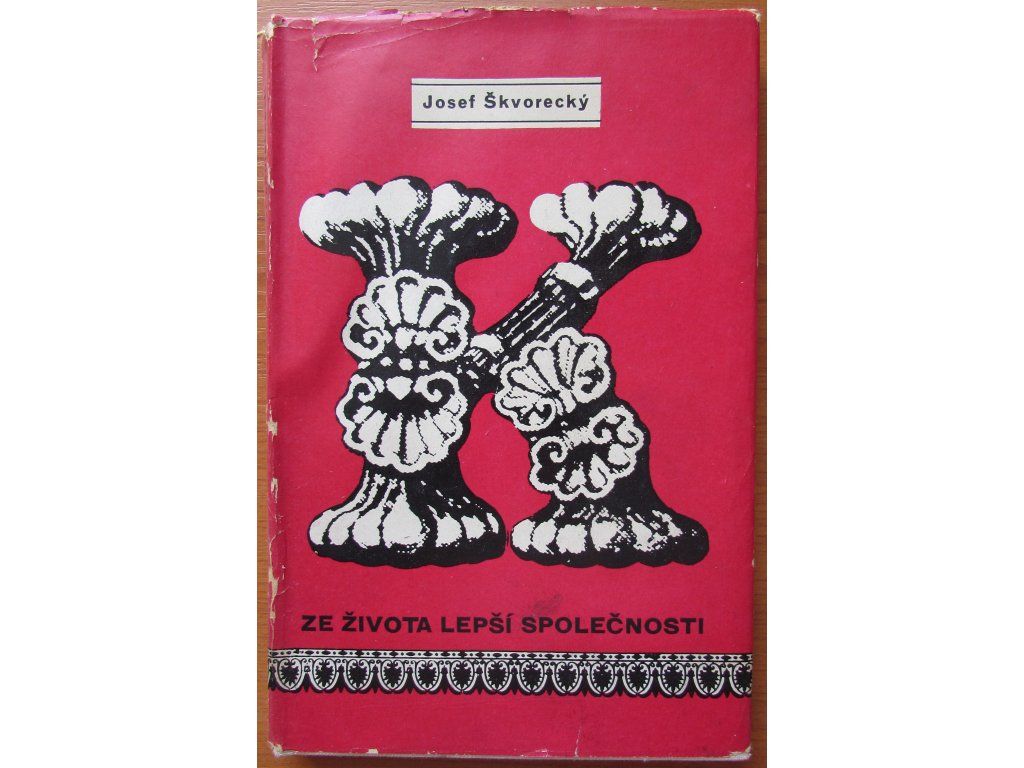 Josef Škvorecký
K
ZE ŽIVOTA LEPŠÍ SPOLEČNOSTI